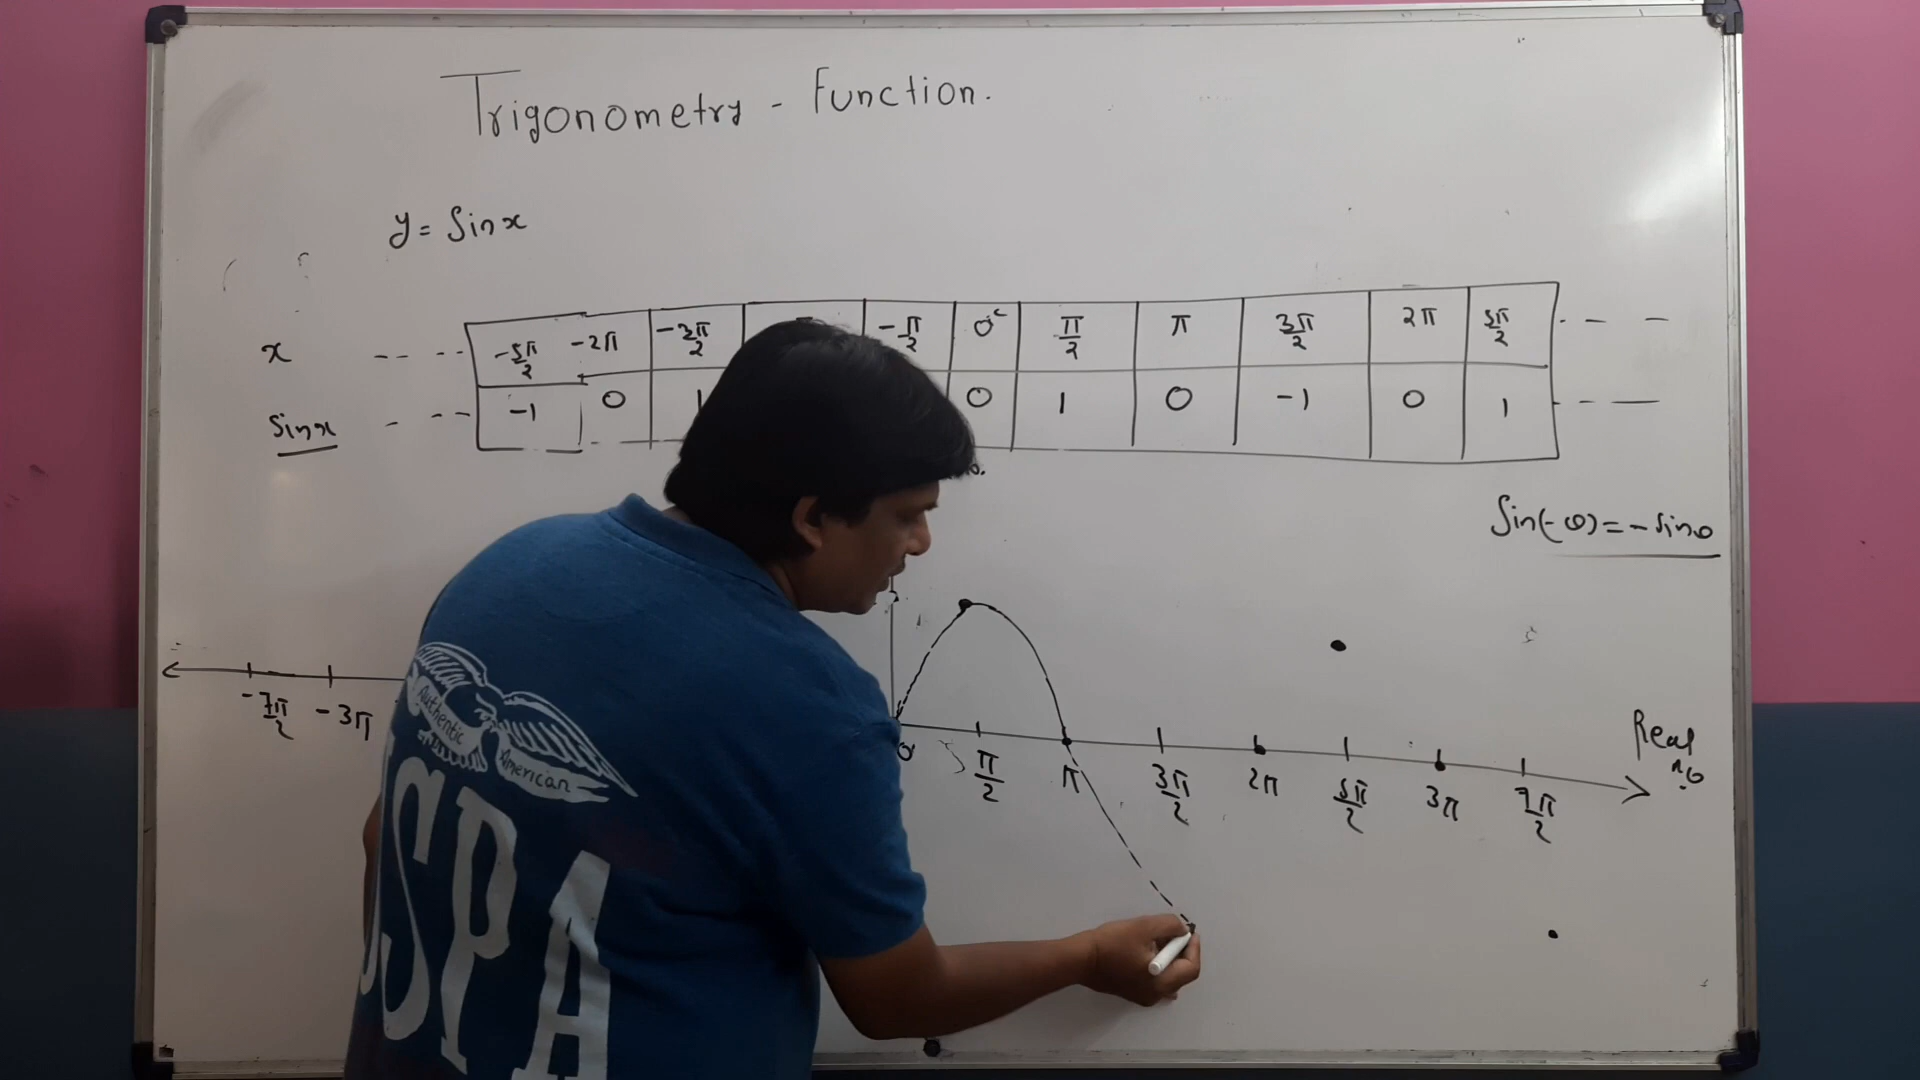 Trigonometry - Function.
y = Sinx
x -- -- -5π/2 -2π -3π/2 -π/2 0ᶜ π/2 π 3π/2 2π 5π/2 - - -
Sinx - -- -1 0 1 0 1 0 -1 0 1 - - -
Sin(-θ) = - sinθ
-7π/2 -3π 0 π/2 π 3π/2 2π 5π/2 3π 7π/2
Real no.
Authentic
American
USPA